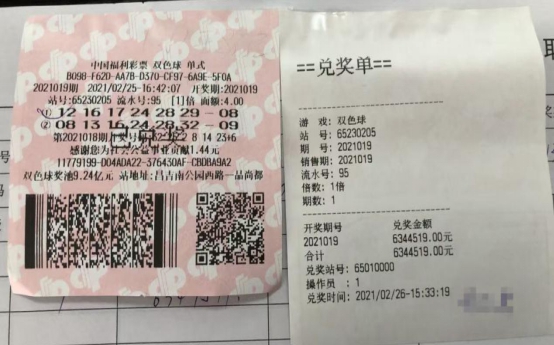 中国福利彩票 双色球 单式
B098-F62D-AA7B-D370-CF97-6A9E-5F0A
2021019期 2021/02/25-16:42:07 开奖期:2021019
站号:65230205 流水号:95 [1]倍 面额:4.00
① 12 16 17 24 28 29 - 08
② 08 13 16 24 28 32 - 09
第2021018期上奖号码 8 14 23+6
感谢您为社会公益事业贡献1.44元
11779199-D04ADA22-376430AF-CBDBA9A2
双色球奖池9.24亿元 站地址:昌吉南公园西路一品尚都
==兑奖单==
游 戏: 双色球
站 号: 65230205
期 号: 2021019
销售期: 2021019
流水号: 95
倍数: 1倍
期数: 1
开奖期号 兑奖金额
2021019 6344519.00元
合计 6344519.00元
兑奖站号: 65010000
操作员 : 1
兑奖时间: 2021/02/26-15:33:19